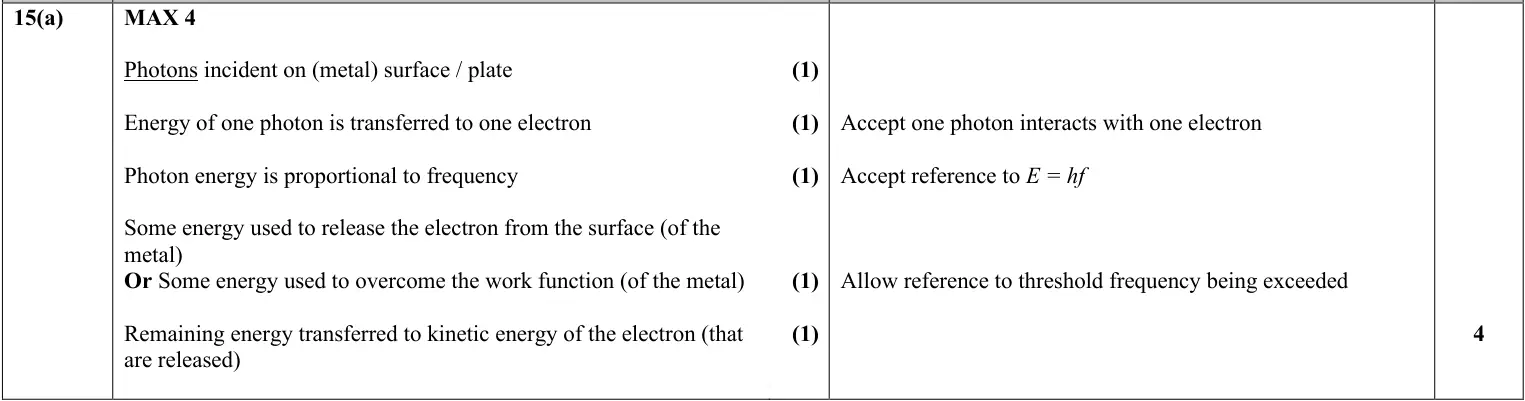 15(a) MAX 4
Photons incident on (metal) surface / plate (1)
Energy of one photon is transferred to one electron (1) Accept one photon interacts with one electron
Photon energy is proportional to frequency (1) Accept reference to E = hf
Some energy used to release the electron from the surface (of the
metal)
Or Some energy used to overcome the work function (of the metal) (1) Allow reference to threshold frequency being exceeded
Remaining energy transferred to kinetic energy of the electron (that (1) 4
are released)